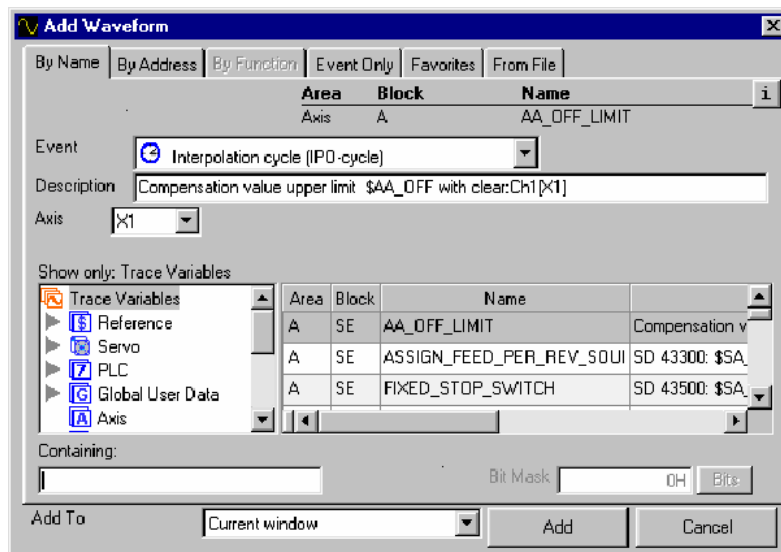 Add Waveform
By Name By Address By Function Event Only Favorites From File
Area Block Name i
Axis A AA_OFF_LIMIT
Event Interpolation cycle (IPO-cycle)
Description Compensation value upper limit $AA_OFF with clear:Ch1[X1]
Axis X1
Show only: Trace Variables
Trace Variables
Reference
Servo
PLC
Global User Data
Axis
Area Block Name
A SE AA_OFF_LIMIT Compensation v
A SE ASSIGN_FEED_PER_REV_SOUI SD 43300: $SA_
A SE FIXED_STOP_SWITCH SD 43500: $SA_
Containing:
Bit Mask 0H Bits
Add To Current window Add Cancel